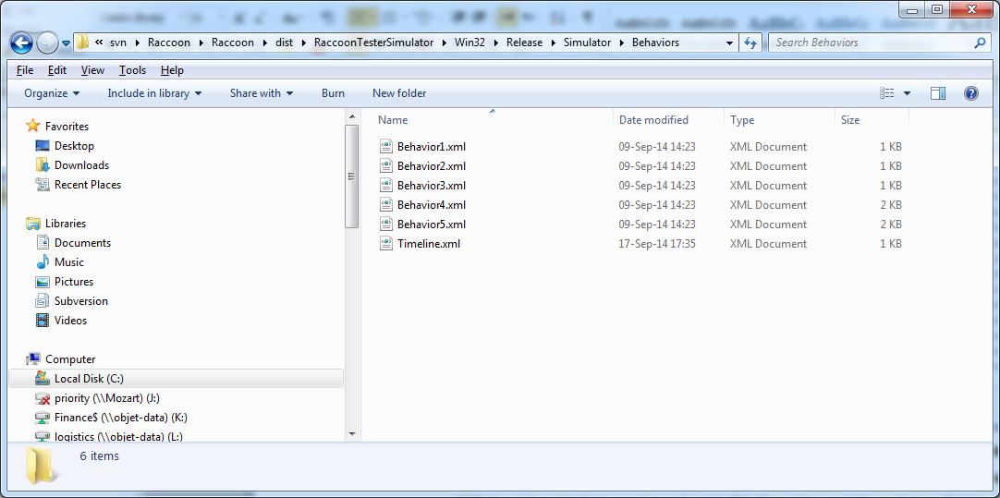 « svn Raccoon Raccoon dist RaccoonTesterSimulator Win32 Release Simulator Behaviors Search Behaviors
File Edit View Tools Help
Organize Include in library Share with Burn New folder
Name Date modified Type Size
Favorites
Desktop
Downloads
Recent Places
Libraries
Documents
Music
Pictures
Subversion
Videos
Computer
Local Disk (C:)
priority (\\Mozart) (J:)
Finance$ (\\objet-data) (K:)
logistics (\\objet-data) (L:)
Behavior1.xml 09-Sep-14 14:23 XML Document 1 KB
Behavior2.xml 09-Sep-14 14:23 XML Document 1 KB
Behavior3.xml 09-Sep-14 14:23 XML Document 1 KB
Behavior4.xml 09-Sep-14 14:23 XML Document 2 KB
Behavior5.xml 09-Sep-14 14:23 XML Document 2 KB
Timeline.xml 17-Sep-14 17:35 XML Document 1 KB
6 items